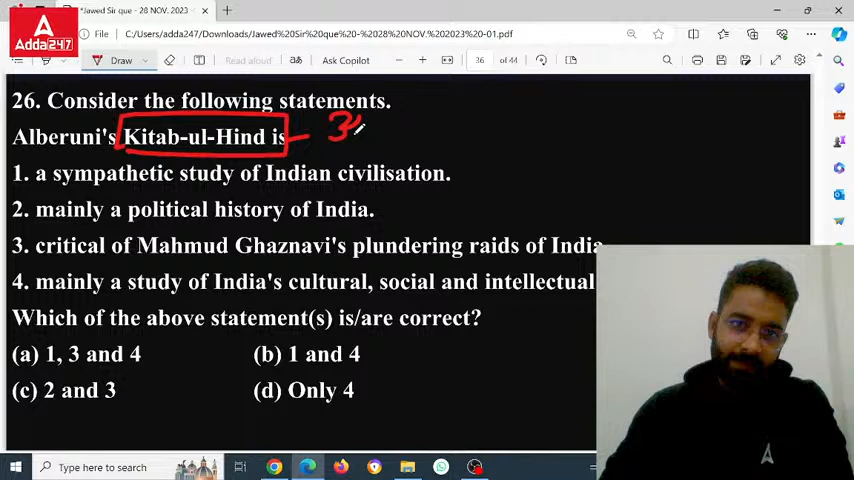 Jawed Sir que - 28 NOV. 2023
File
C:/Users/adda247/Downloads/Jawed%20Sir%20que%20-%2028%20NOV.%202023%20-01.pdf
Adda247
Draw
Read aloud
Ask Copilot
36
of 44
26. Consider the following statements.
Alberuni's Kitab-ul-Hind is
1. a sympathetic study of Indian civilisation.
2. mainly a political history of India.
3. critical of Mahmud Ghaznavi's plundering raids of India
4. mainly a study of India's cultural, social and intellectual
Which of the above statement(s) is/are correct?
(a) 1, 3 and 4
(b) 1 and 4
(c) 2 and 3
(d) Only 4
Type here to search